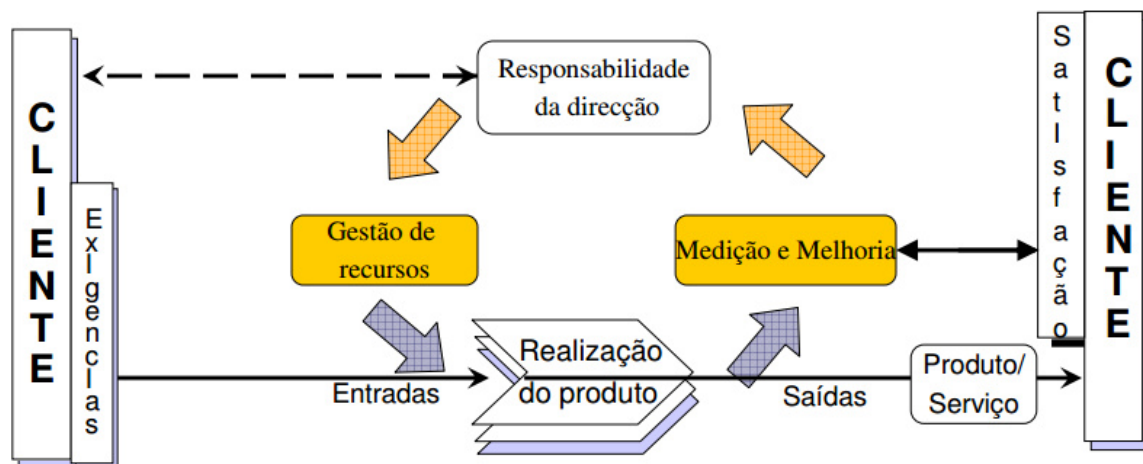 CLIENTE
ExIgencIas
Responsabilidade
da direcção
Gestão de
recursos
Medição e Melhoria
Realização
do produto
Entradas
Saídas
Produto/
Serviço
SatIsfação
CLIENTE